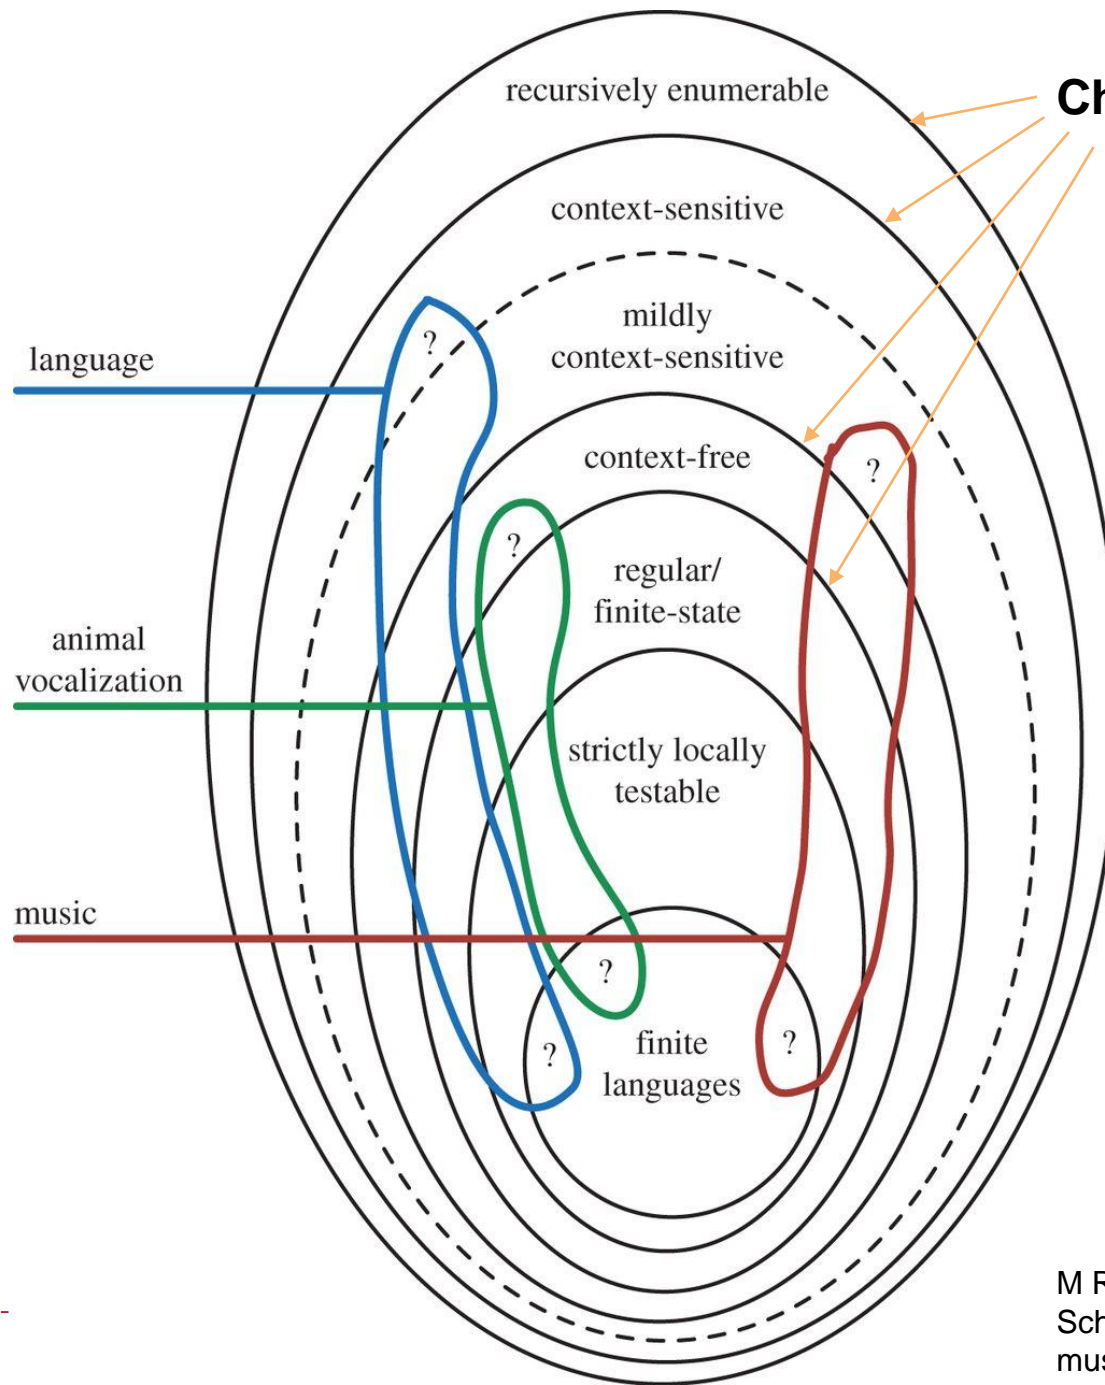 recursively enumerable
Ch
context-sensitive
mildly
context-sensitive
?
language
context-free
?
?
regular/
finite-state
animal
vocalization
strictly locally
testable
music
?
?
finite
languages
?
M R
Sch
mus